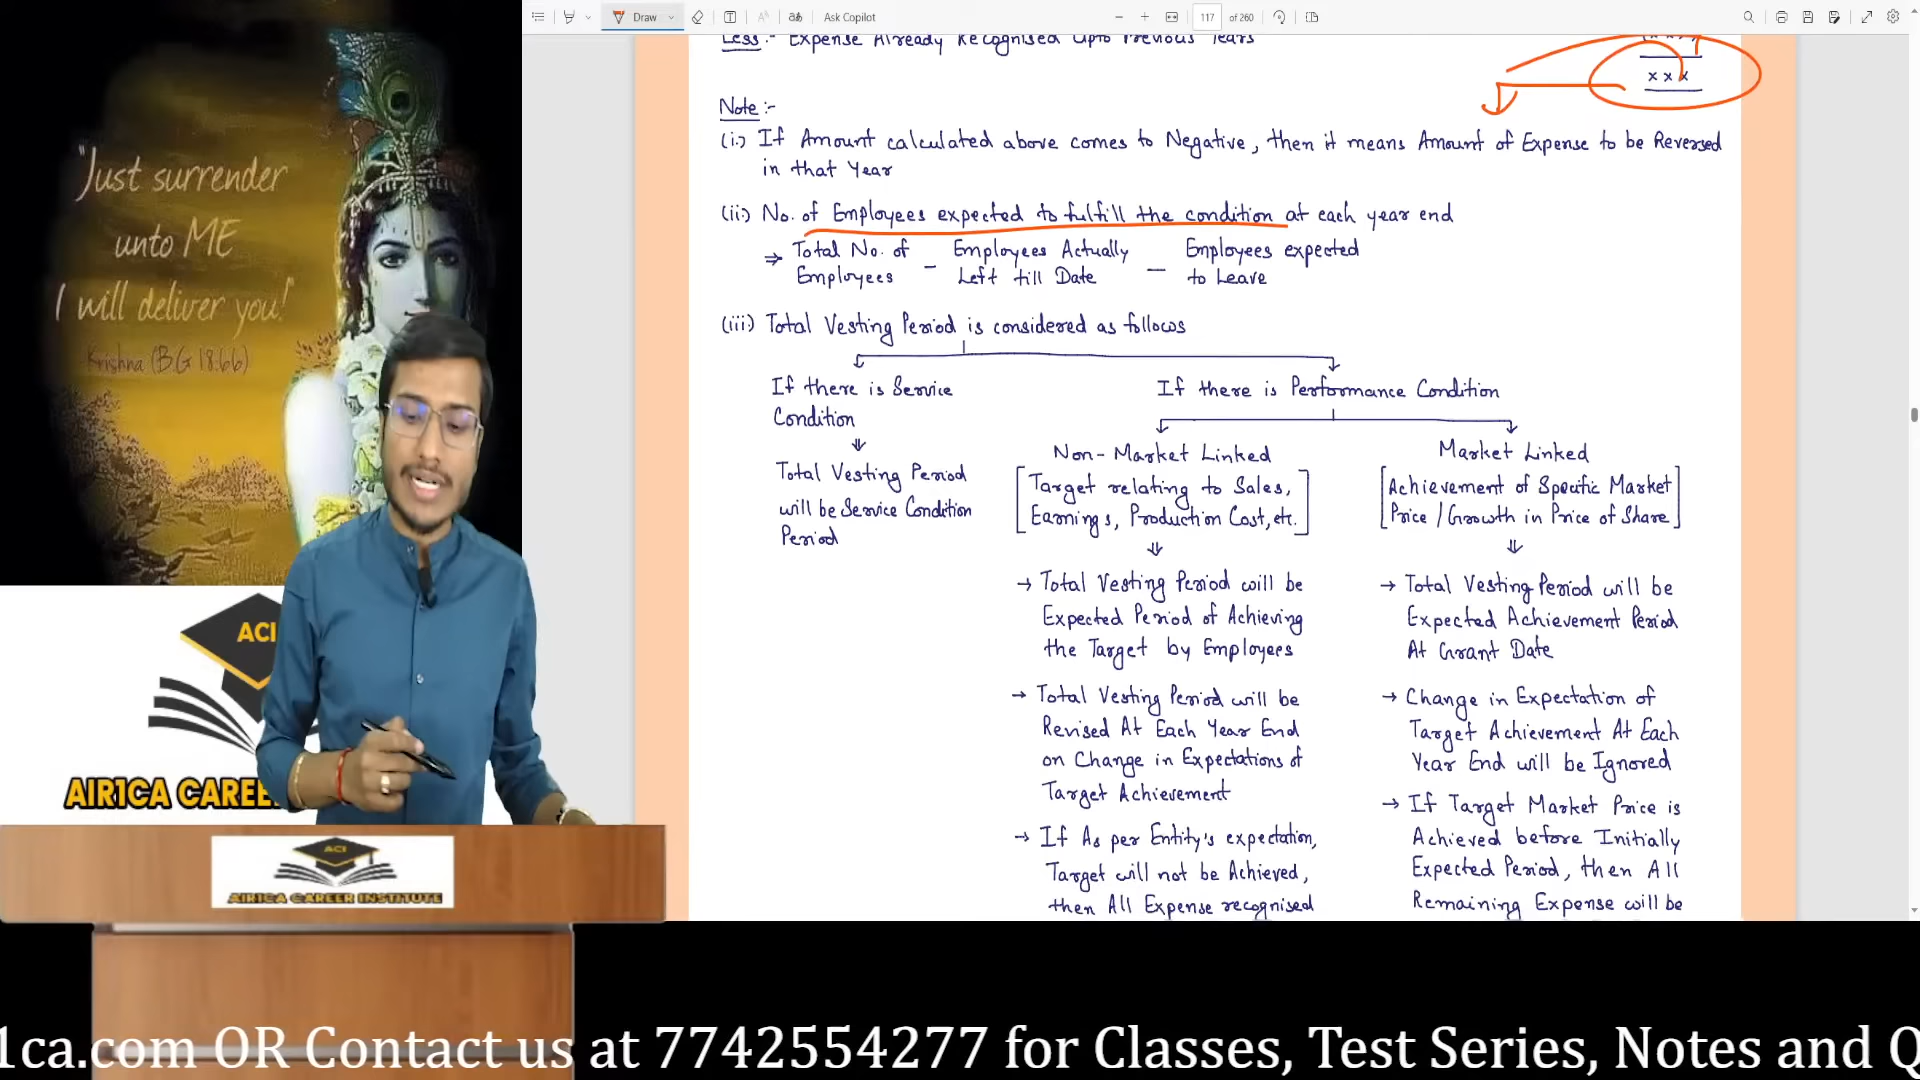 Draw
Ask Copilot
117 of 260
Less:- Expense Already Recognised Upto Previous Years
x x x
Note:-
(i.) If Amount calculated above comes to Negative, then it means Amount of Expense to be Reversed
in that Year
(ii.) No. of Employees expected to fulfill the condition at each year end
⇒ Total No. of Employees Actually Employees expected
Employees - Left till Date - to Leave
(iii) Total Vesting Period is considered as follows
If there is Service
Condition
⇓
Total Vesting Period
will be Service Condition
Period
If there is Performance Condition
Non-Market Linked
[Target relating to Sales,
Earnings, Production Cost, etc.]
⇓
→ Total Vesting Period will be
Expected Period of Achieving
the Target by Employees
→ Total Vesting Period will be
Revised At Each Year End
on Change in Expectations of
Target Achievement
→ If As per Entity's expectation,
Target will not be Achieved,
then All Expense recognised
Market Linked
[Achievement of Specific Market
Price / Growth in Price of Share]
⇓
→ Total Vesting Period will be
Expected Achievement Period
At Grant Date
→ Change in Expectation of
Target Achievement At Each
Year End will be Ignored
→ If Target Market Price is
Achieved before Initially
Expected Period, then All
Remaining Expense will be
"Just surrender
unto ME
I will deliver you!"
Krishna (B.G 18.66)
ACI
AIR1CA CAREE
ACI
AIR1CA CAREER INSTITUTE
1ca.com OR Contact us at 7742554277 for Classes, Test Series, Notes and Q